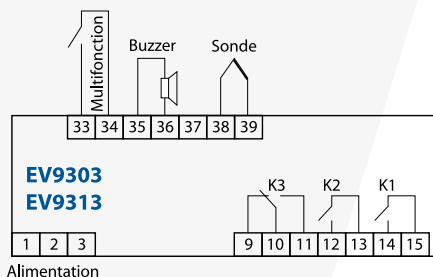 Multifonction
Buzzer Sonde
33 34 35 36 37 38 39
EV9303
EV9313
K3 K2 K1
1 2 3 9 10 11 12 13 14 15
Alimentation